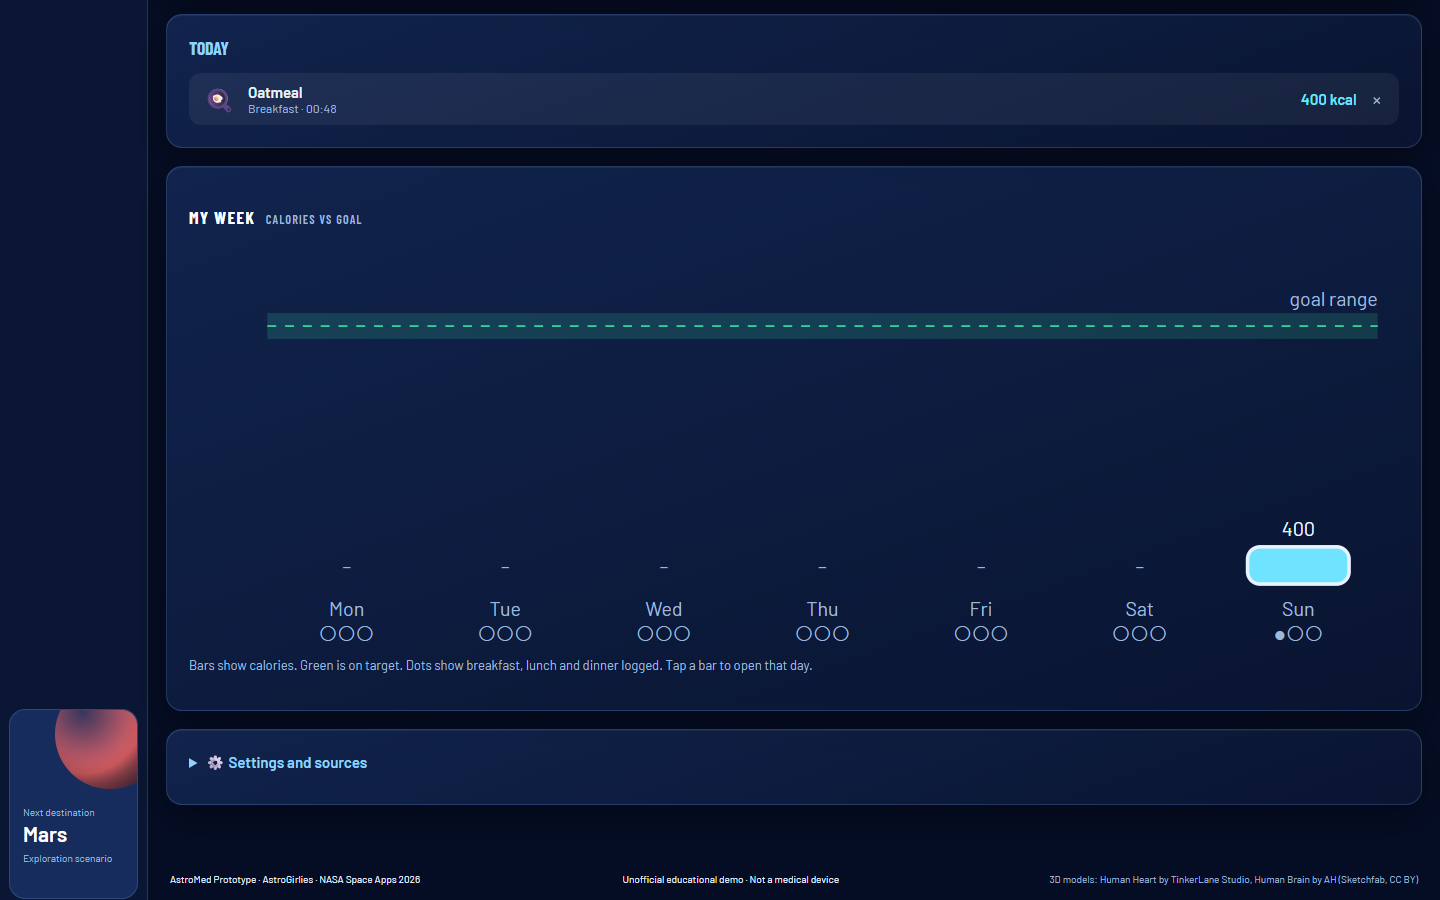 TODAY
Oatmeal
Breakfast · 00:48
400 kcal ×
MY WEEK CALORIES VS GOAL
goal range
400
– – – – – –
Mon Tue Wed Thu Fri Sat Sun
Bars show calories. Green is on target. Dots show breakfast, lunch and dinner logged. Tap a bar to open that day.
Settings and sources
Next destination
Mars
Exploration scenario
AstroMed Prototype · AstroGirlies · NASA Space Apps 2026
Unofficial educational demo · Not a medical device
3D models: Human Heart by TinkerLane Studio, Human Brain by AH (Sketchfab, CC BY)